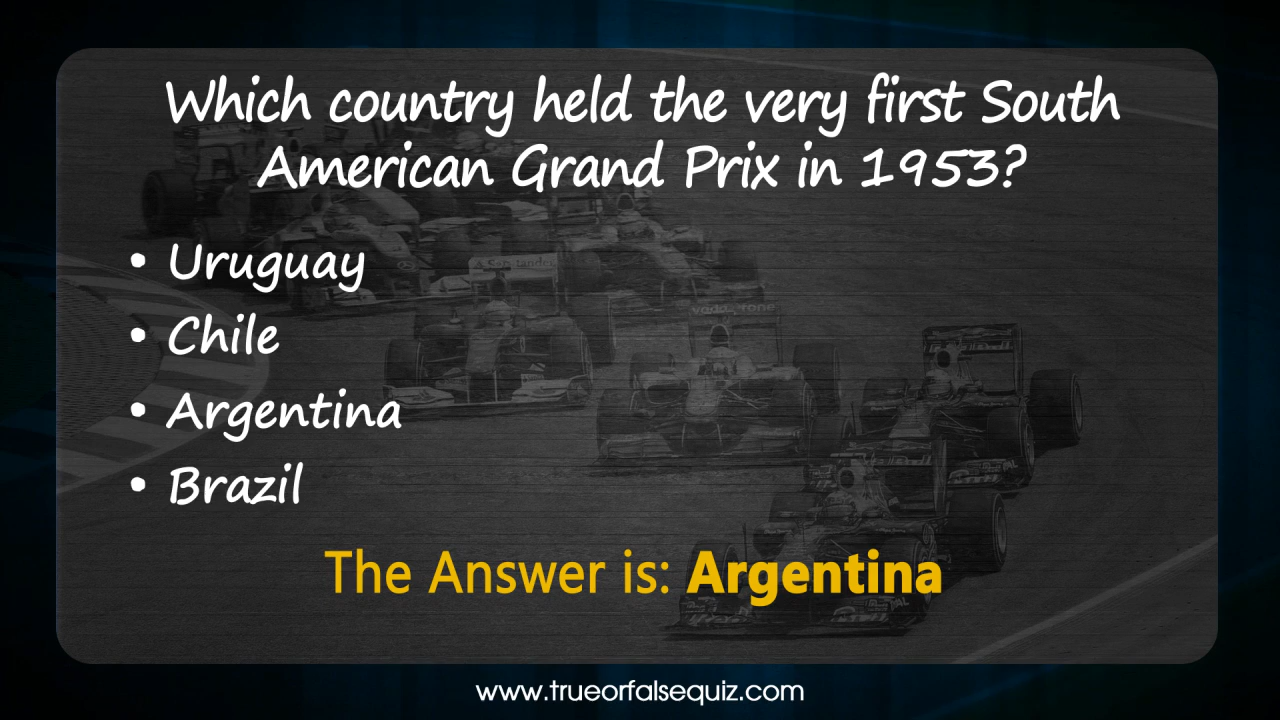 Which country held the very first South
American Grand Prix in 1953?
• Uruguay
• Chile
• Argentina
• Brazil
The Answer is: Argentina
www.trueorfalsequiz.com